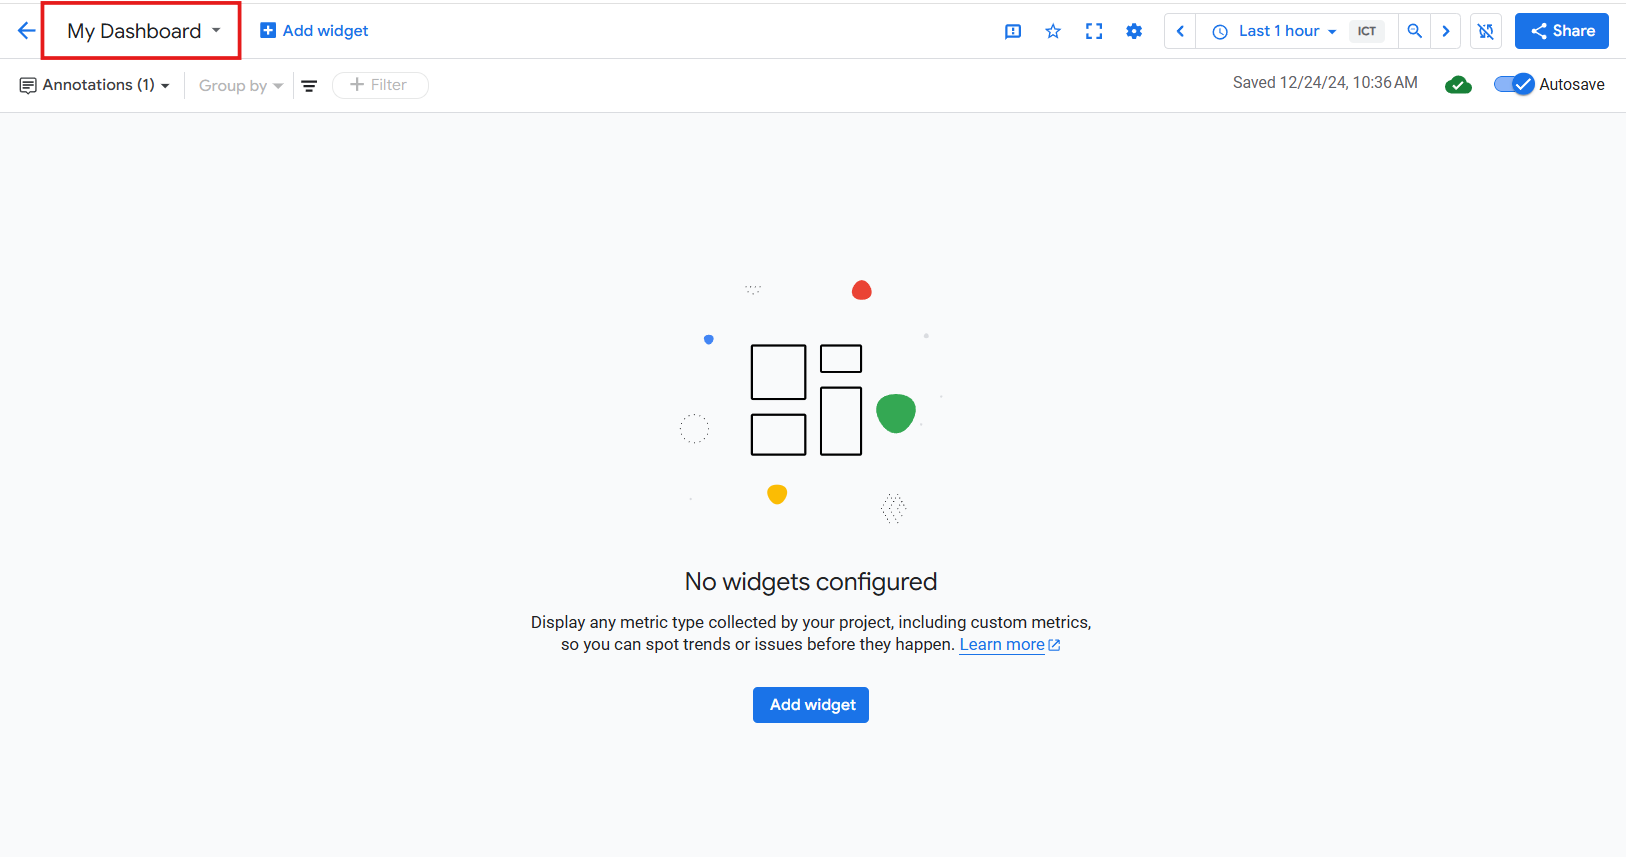 My Dashboard
Add widget
Last 1 hour
ICT
Share
Annotations (1)
Group by
Filter
Saved 12/24/24, 10:36 AM
Autosave
No widgets configured
Display any metric type collected by your project, including custom metrics,
so you can spot trends or issues before they happen. Learn more
Add widget